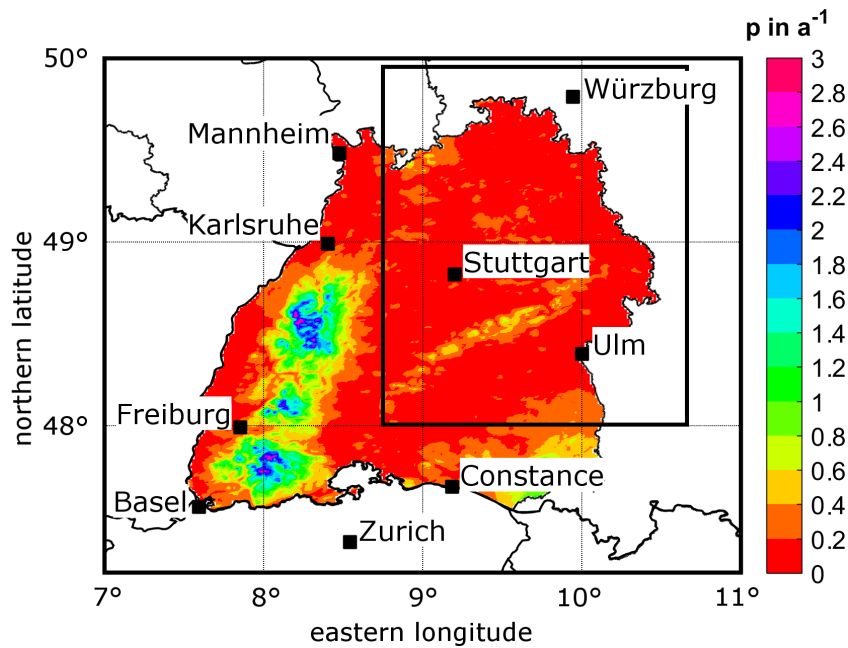 p in a⁻¹
50°
3
Würzburg
2.8
2.6
Mannheim
2.4
2.2
Karlsruhe
49°
2
Stuttgart
1.8
1.6
northern latitude
1.4
Ulm
1.2
1
Freiburg
48°
0.8
Constance
0.6
Basel
0.4
Zurich
0.2
0
7°
8°
9°
10°
11°
eastern longitude